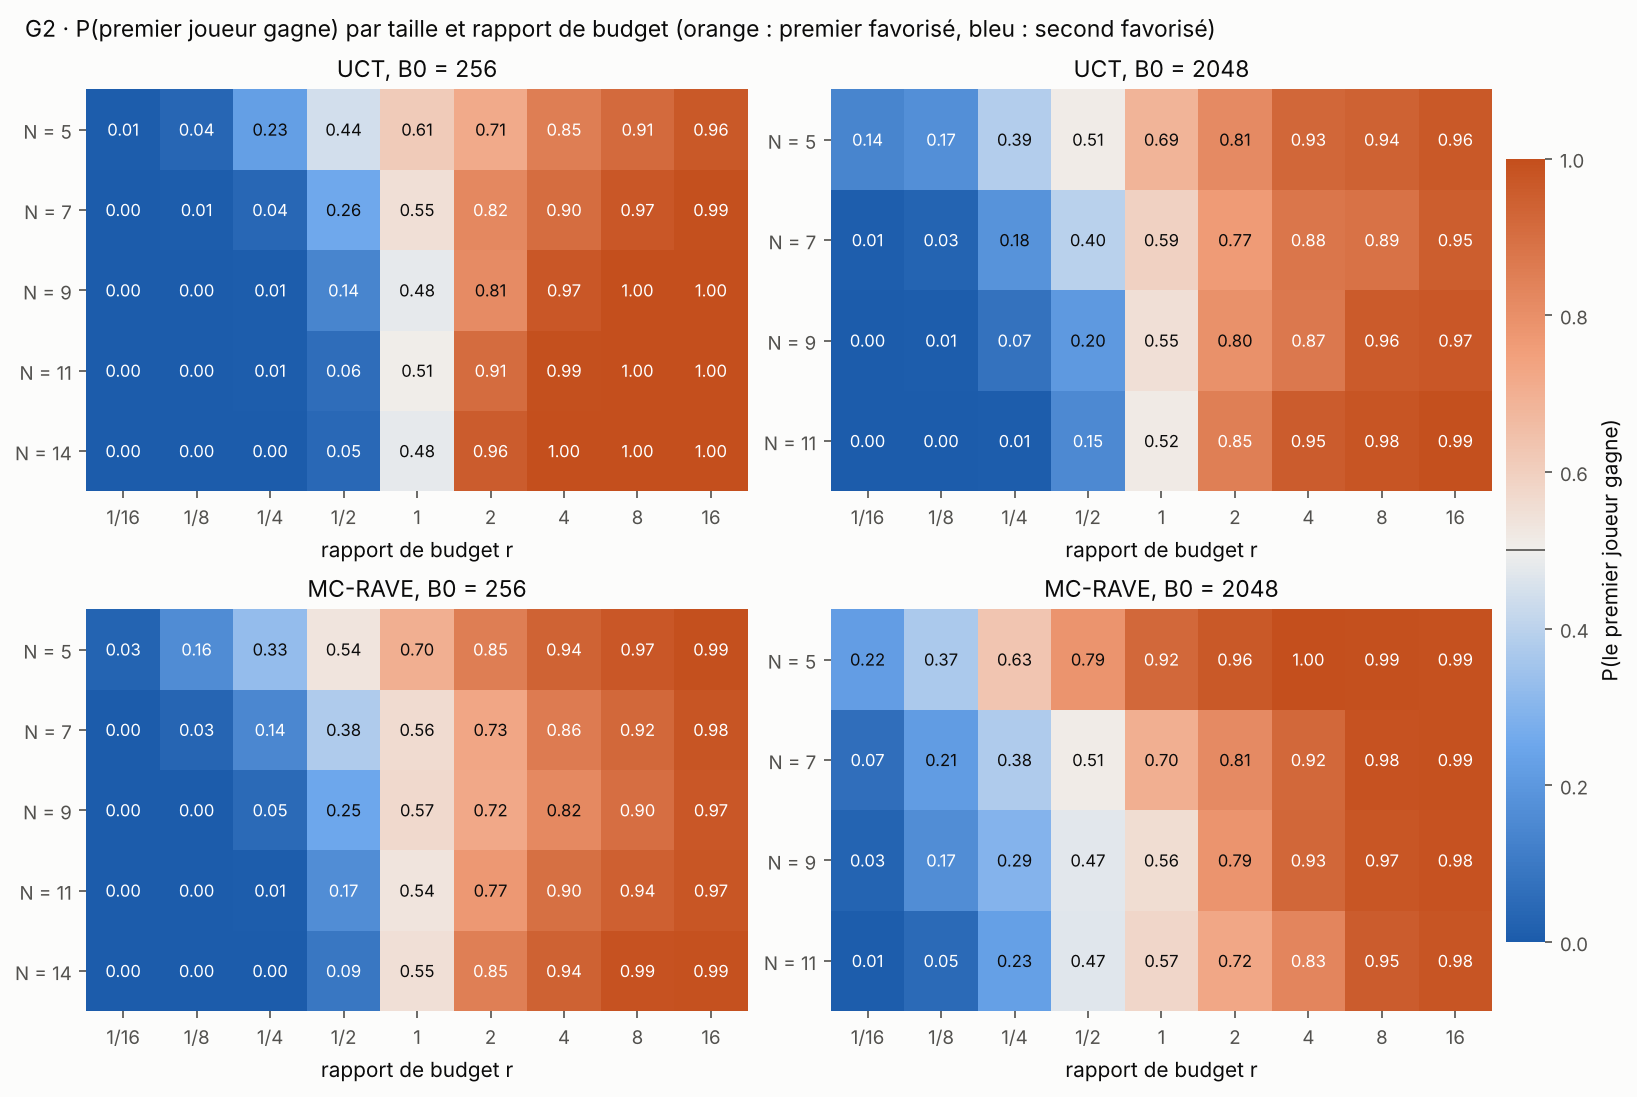 G2 · P(premier joueur gagne) par taille et rapport de budget (orange : premier favorisé, bleu : second favorisé)
UCT, B0 = 256
N = 5 0.01 0.04 0.23 0.44 0.61 0.71 0.85 0.91 0.96
N = 7 0.00 0.01 0.04 0.26 0.55 0.82 0.90 0.97 0.99
N = 9 0.00 0.00 0.01 0.14 0.48 0.81 0.97 1.00 1.00
N = 11 0.00 0.00 0.01 0.06 0.51 0.91 0.99 1.00 1.00
N = 14 0.00 0.00 0.00 0.05 0.48 0.96 1.00 1.00 1.00
1/16 1/8 1/4 1/2 1 2 4 8 16
rapport de budget r
UCT, B0 = 2048
N = 5 0.14 0.17 0.39 0.51 0.69 0.81 0.93 0.94 0.96
N = 7 0.01 0.03 0.18 0.40 0.59 0.77 0.88 0.89 0.95
N = 9 0.00 0.01 0.07 0.20 0.55 0.80 0.87 0.96 0.97
N = 11 0.00 0.00 0.01 0.15 0.52 0.85 0.95 0.98 0.99
1/16 1/8 1/4 1/2 1 2 4 8 16
rapport de budget r
MC-RAVE, B0 = 256
N = 5 0.03 0.16 0.33 0.54 0.70 0.85 0.94 0.97 0.99
N = 7 0.00 0.03 0.14 0.38 0.56 0.73 0.86 0.92 0.98
N = 9 0.00 0.00 0.05 0.25 0.57 0.72 0.82 0.90 0.97
N = 11 0.00 0.00 0.01 0.17 0.54 0.77 0.90 0.94 0.97
N = 14 0.00 0.00 0.00 0.09 0.55 0.85 0.94 0.99 0.99
1/16 1/8 1/4 1/2 1 2 4 8 16
rapport de budget r
MC-RAVE, B0 = 2048
N = 5 0.22 0.37 0.63 0.79 0.92 0.96 1.00 0.99 0.99
N = 7 0.07 0.21 0.38 0.51 0.70 0.81 0.92 0.98 0.99
N = 9 0.03 0.17 0.29 0.47 0.56 0.79 0.93 0.97 0.98
N = 11 0.01 0.05 0.23 0.47 0.57 0.72 0.83 0.95 0.98
1/16 1/8 1/4 1/2 1 2 4 8 16
rapport de budget r
1.0
0.8
0.6
0.4
0.2
0.0
P(le premier joueur gagne)